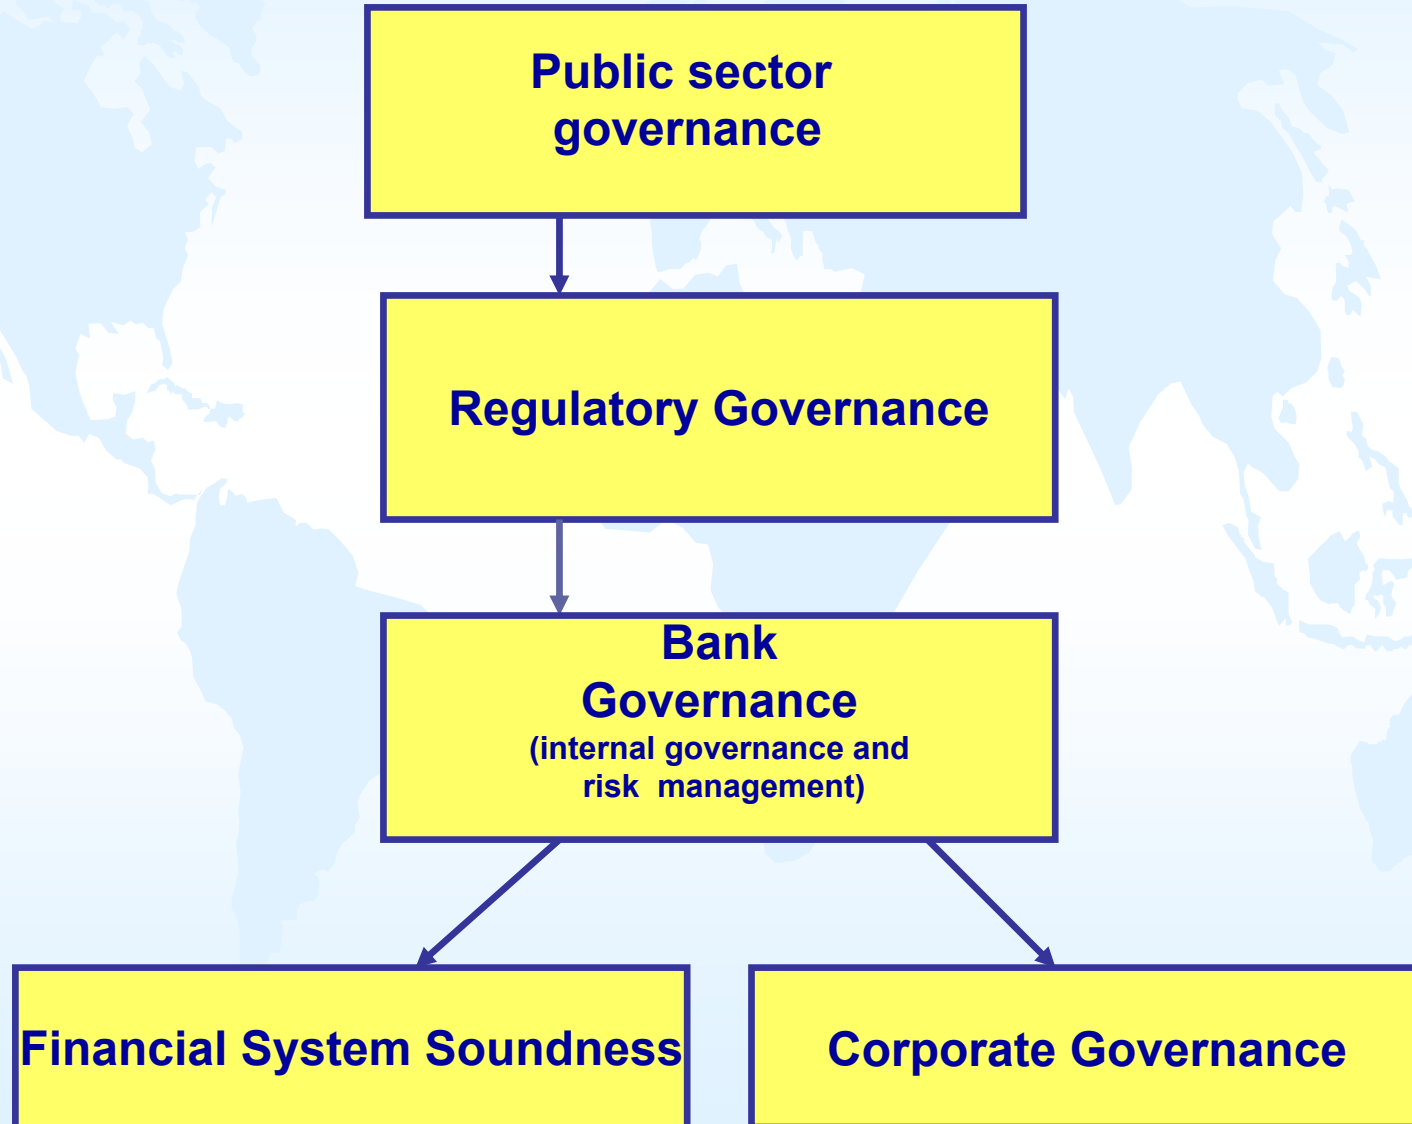 Public sector
governance
Regulatory Governance
Bank
Governance
(internal governance and
risk  management)
Financial System Soundness
Corporate Governance